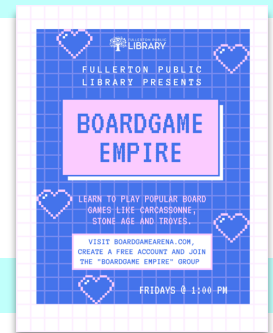 FULLERTON PUBLIC
LIBRARY
FULLERTON PUBLIC
LIBRARY PRESENTS
BOARDGAME
EMPIRE
LEARN TO PLAY POPULAR BOARD
GAMES LIKE CARCASSONNE,
STONE AGE AND TROYES.
VISIT BOARDGAMEARENA.COM,
CREATE A FREE ACCOUNT AND JOIN
THE "BOARDGAME EMPIRE" GROUP
FRIDAYS @ 1:00 PM